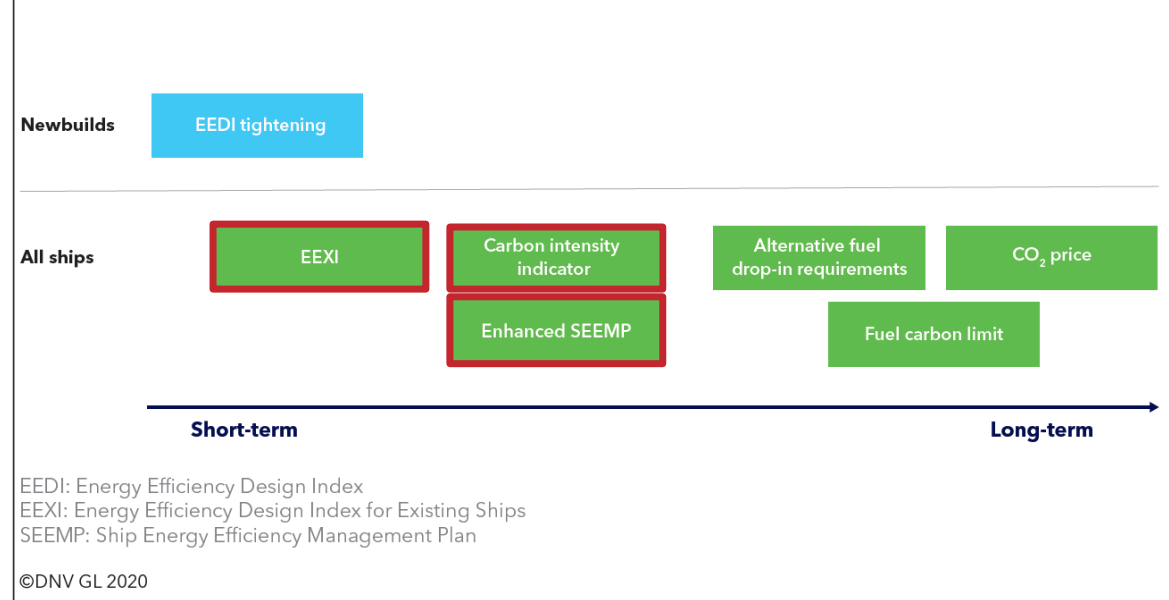 Newbuilds
EEDI tightening
All ships
EEXI
Carbon intensity
indicator
Alternative fuel
drop-in requirements
CO₂ price
Enhanced SEEMP
Fuel carbon limit
Short-term
Long-term
EEDI: Energy Efficiency Design Index
EEXI: Energy Efficiency Design Index for Existing Ships
SEEMP: Ship Energy Efficiency Management Plan
©DNV GL 2020